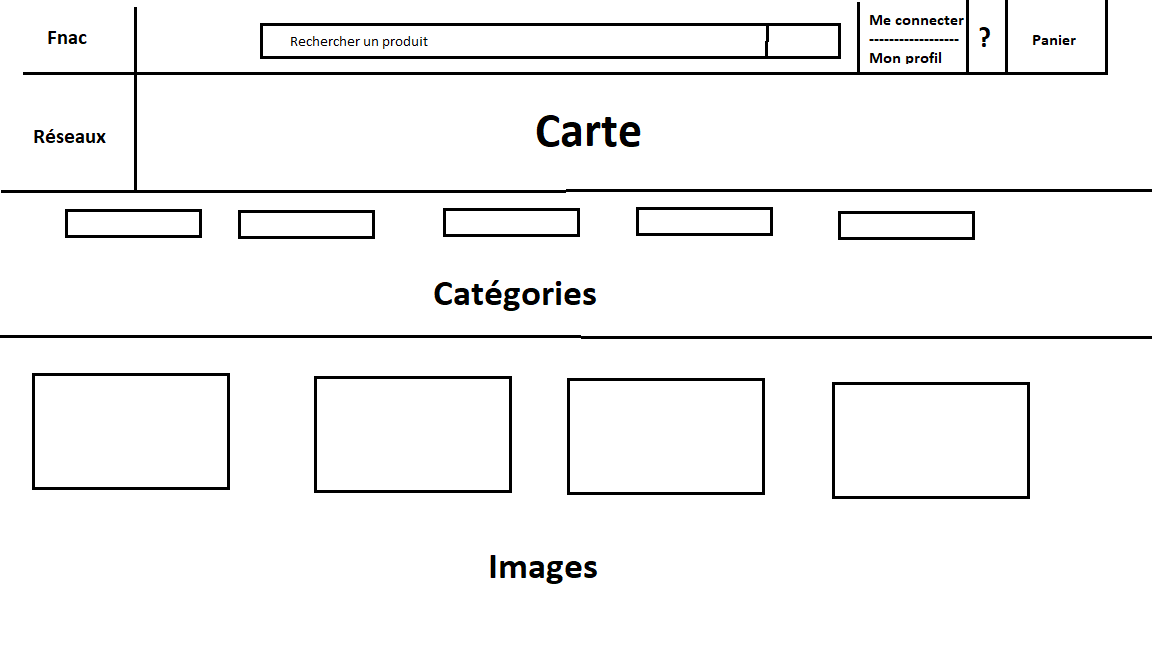 Fnac
Rechercher un produit
Me connecter
------------------
Mon profil
?
Panier
Réseaux
Carte
Catégories
Images